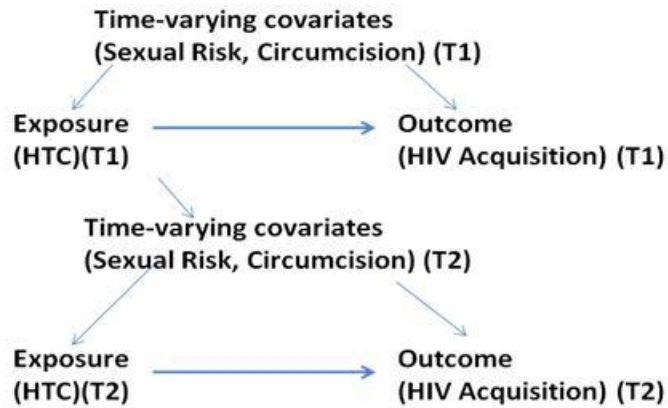 Time-varying covariates
(Sexual Risk, Circumcision) (T1)
Exposure
(HTC)(T1)
Outcome
(HIV Acquisition) (T1)
Time-varying covariates
(Sexual Risk, Circumcision) (T2)
Exposure
(HTC)(T2)
Outcome
(HIV Acquisition) (T2)